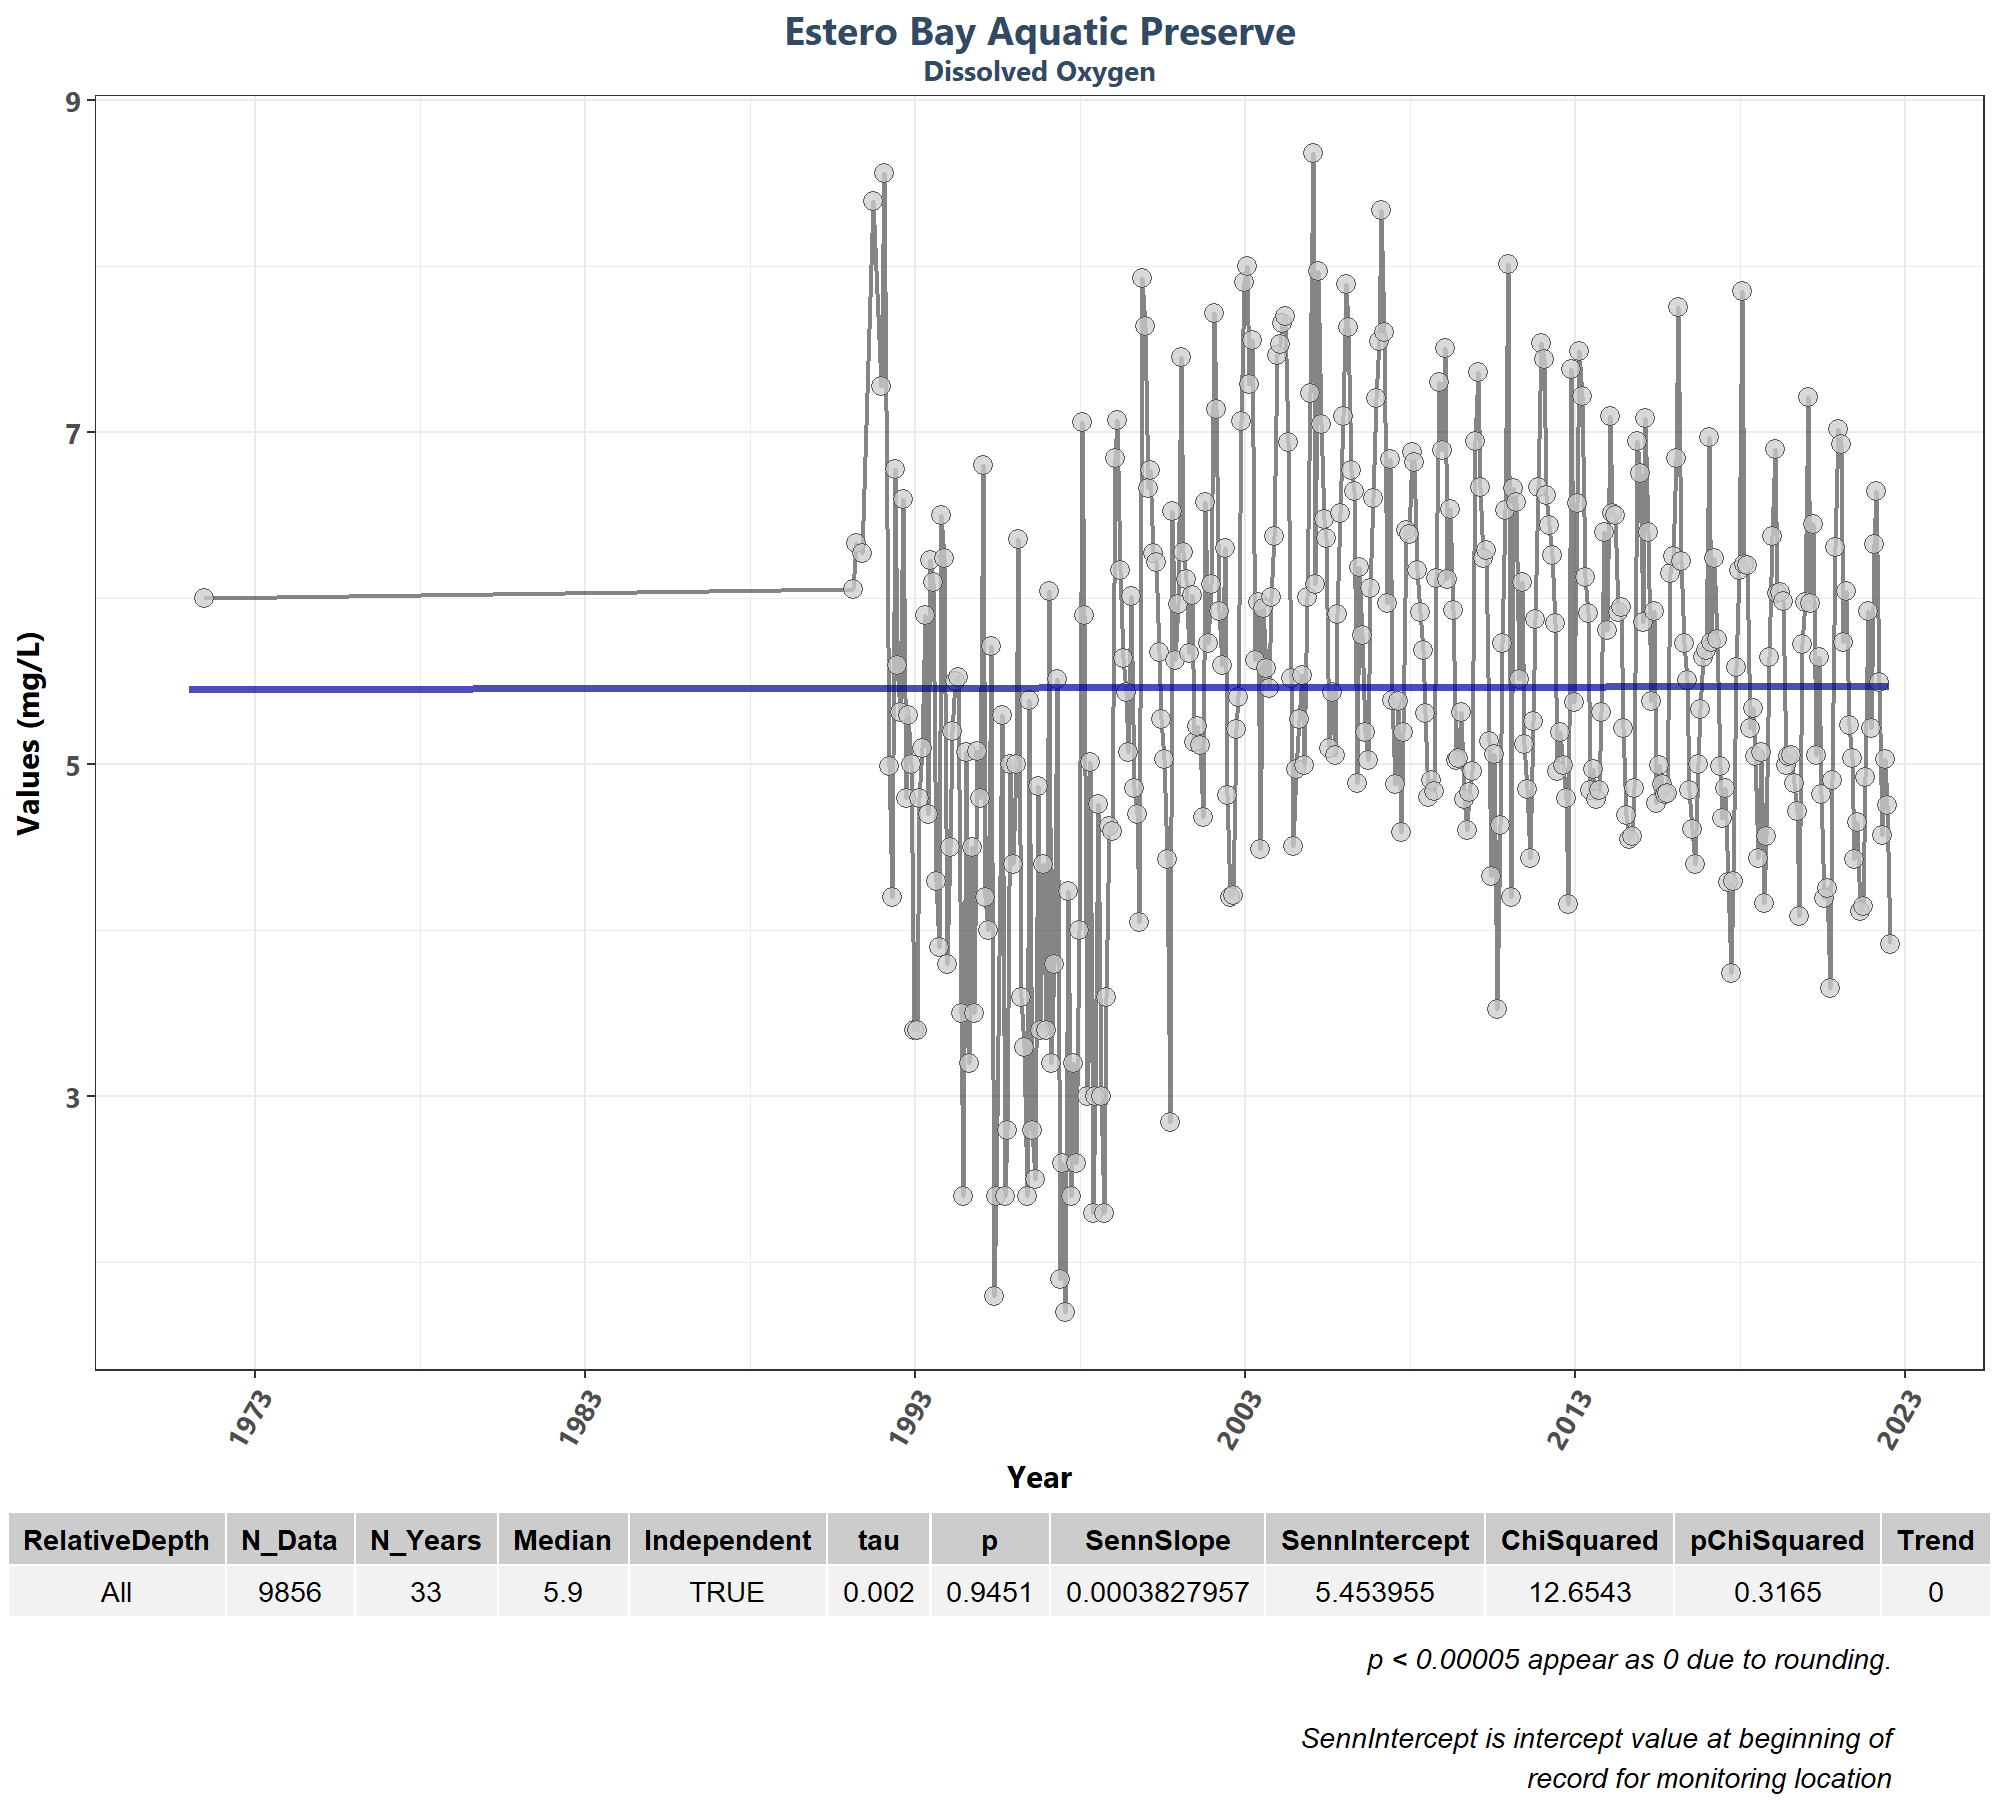 Estero Bay Aquatic Preserve
Dissolved Oxygen
9
7
5
3
Values (mg/L)
1973
1983
1993
2003
2013
2023
Year
RelativeDepth N_Data N_Years Median Independent tau p SennSlope SennIntercept ChiSquared pChiSquared Trend
All 9856 33 5.9 TRUE 0.002 0.9451 0.0003827957 5.453955 12.6543 0.3165 0
p < 0.00005 appear as 0 due to rounding.
SennIntercept is intercept value at beginning of
record for monitoring location